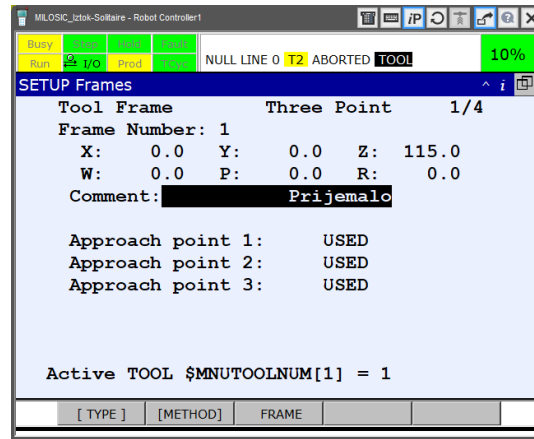 MILOSIC_Iztok-Solitaire - Robot Controller1
Busy Step Hold Fault
Run I/O Prod TCyc
NULL LINE 0 T2 ABORTED TOOL
10%
SETUP Frames
Tool Frame Three Point 1/4
Frame Number: 1
X: 0.0 Y: 0.0 Z: 115.0
W: 0.0 P: 0.0 R: 0.0
Comment: Prijemalo
Approach point 1: USED
Approach point 2: USED
Approach point 3: USED
Active TOOL $MNUTOOLNUM[1] = 1
[ TYPE ] [METHOD] FRAME